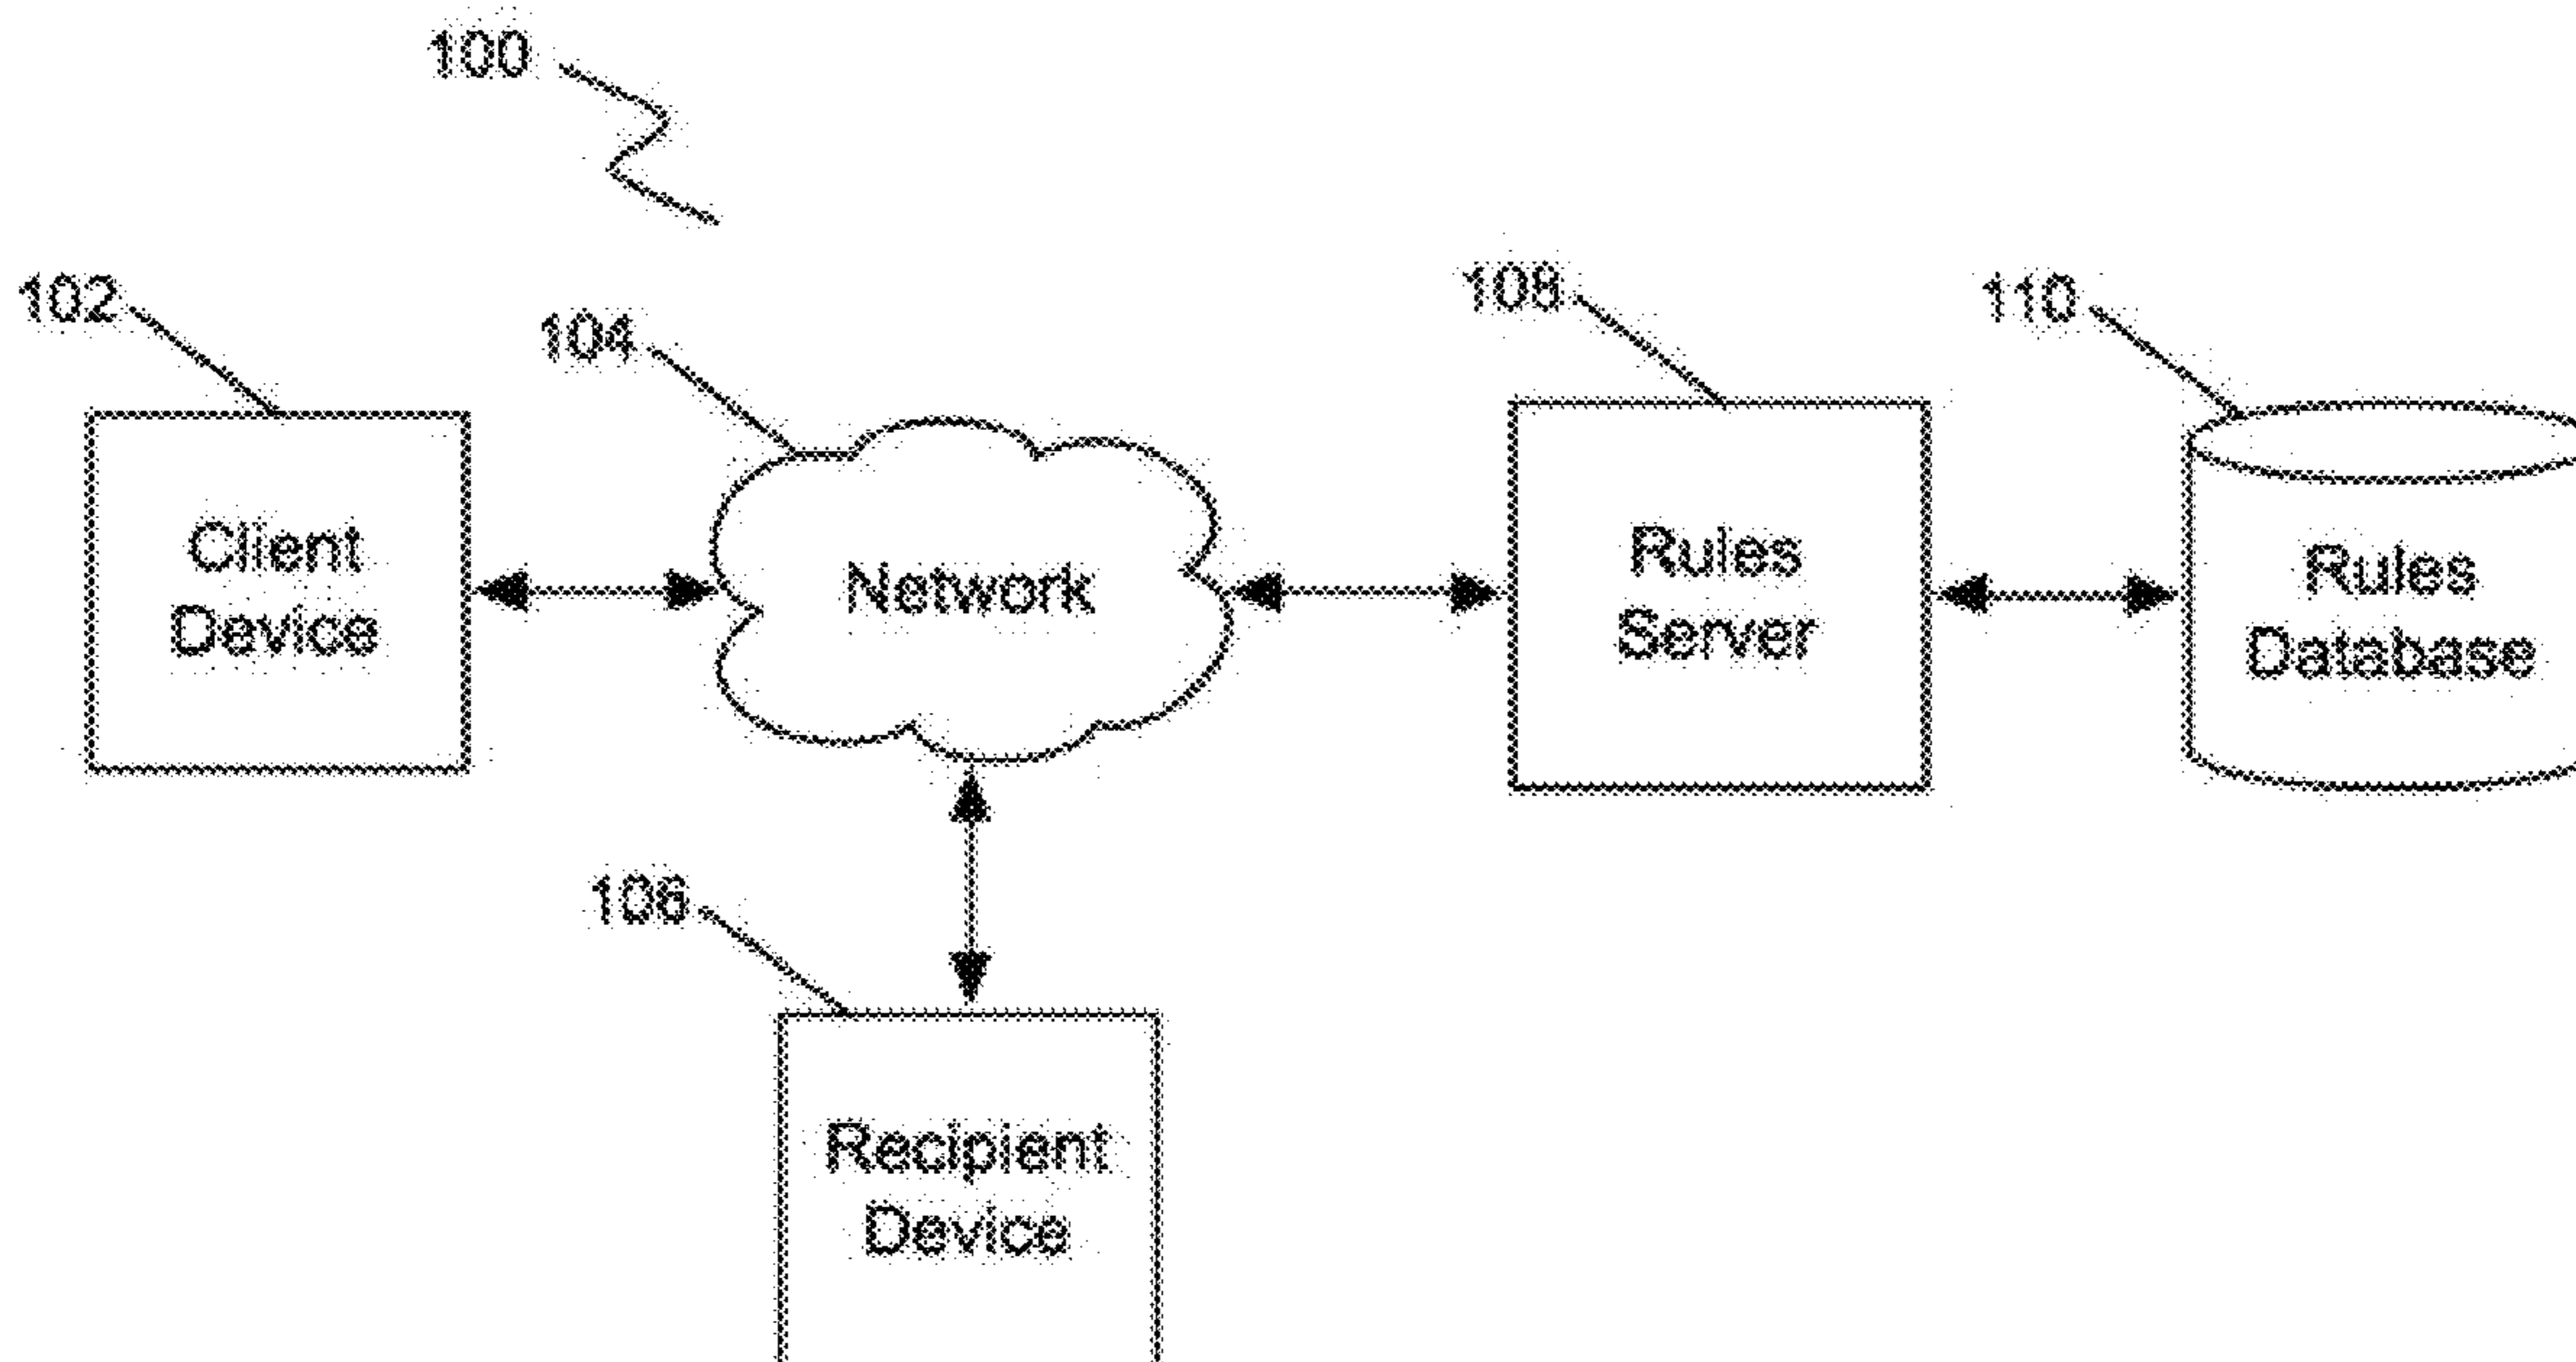 100
102
104
108
110
Client
Device
Network
Rules
Server
Rules
Database
106
Recipient
Device